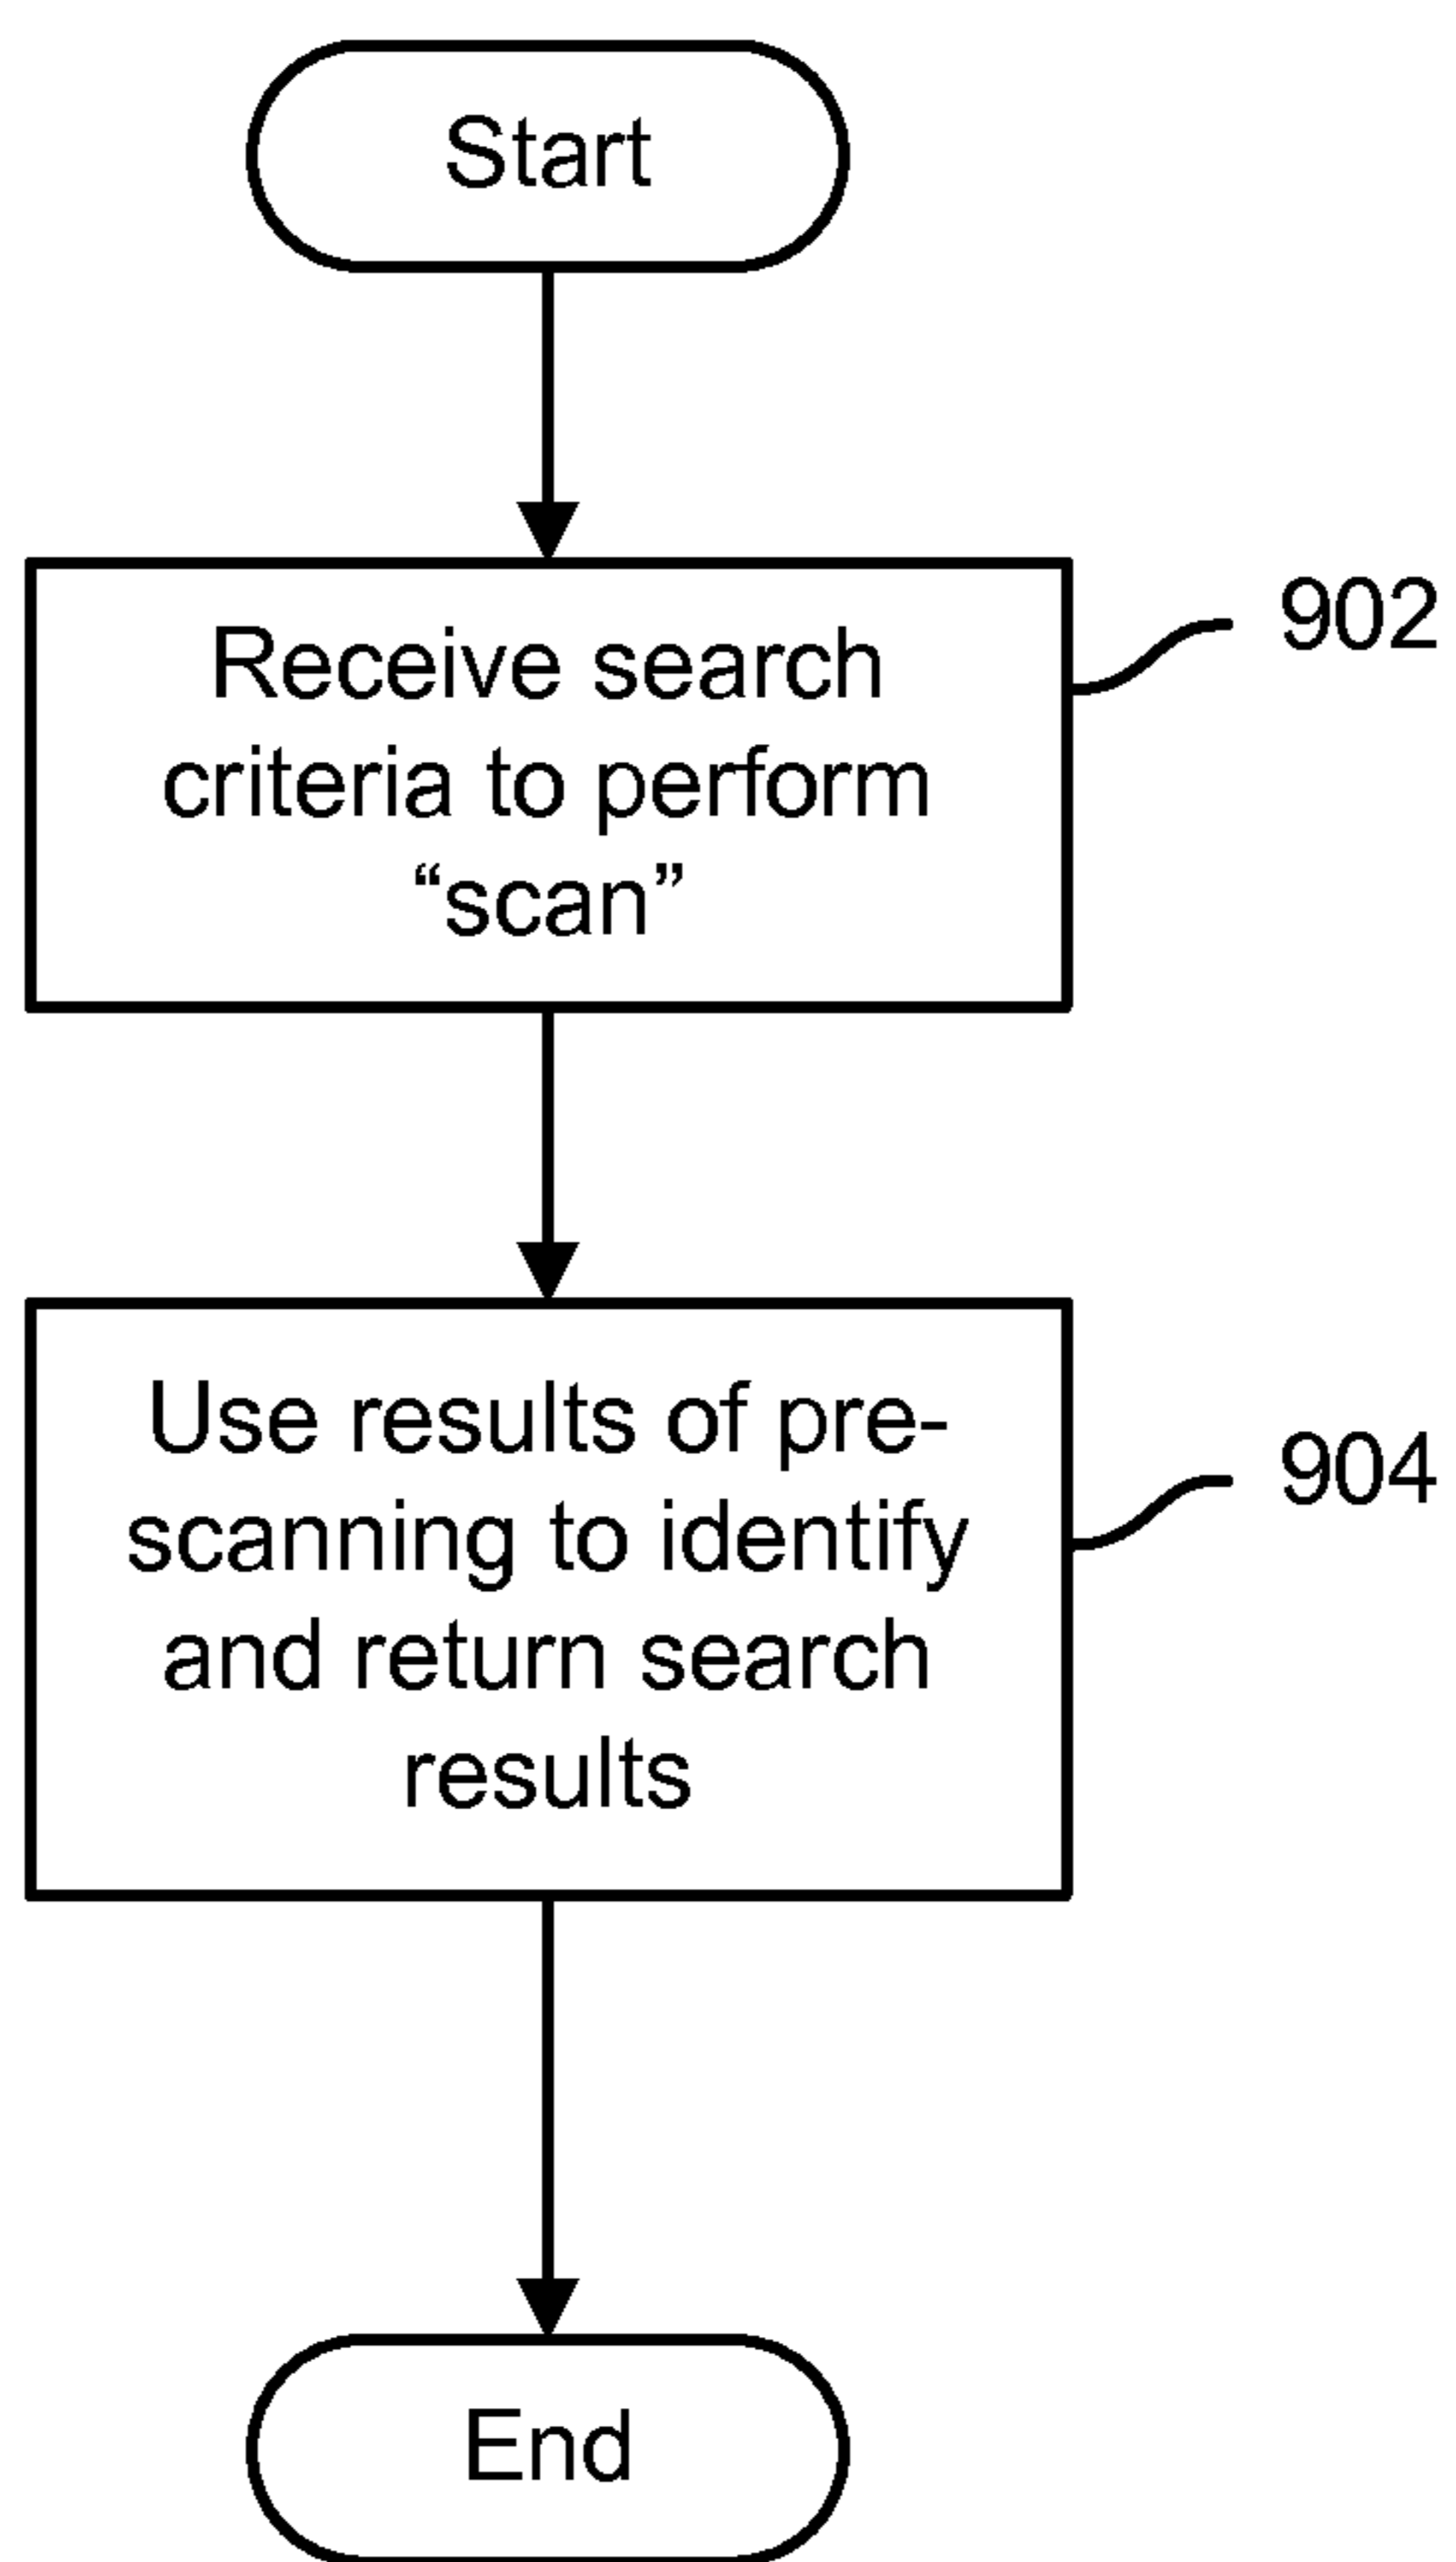 Start
Receive search
criteria to perform
“scan”
902
Use results of pre-
scanning to identify
and return search
results
904
End